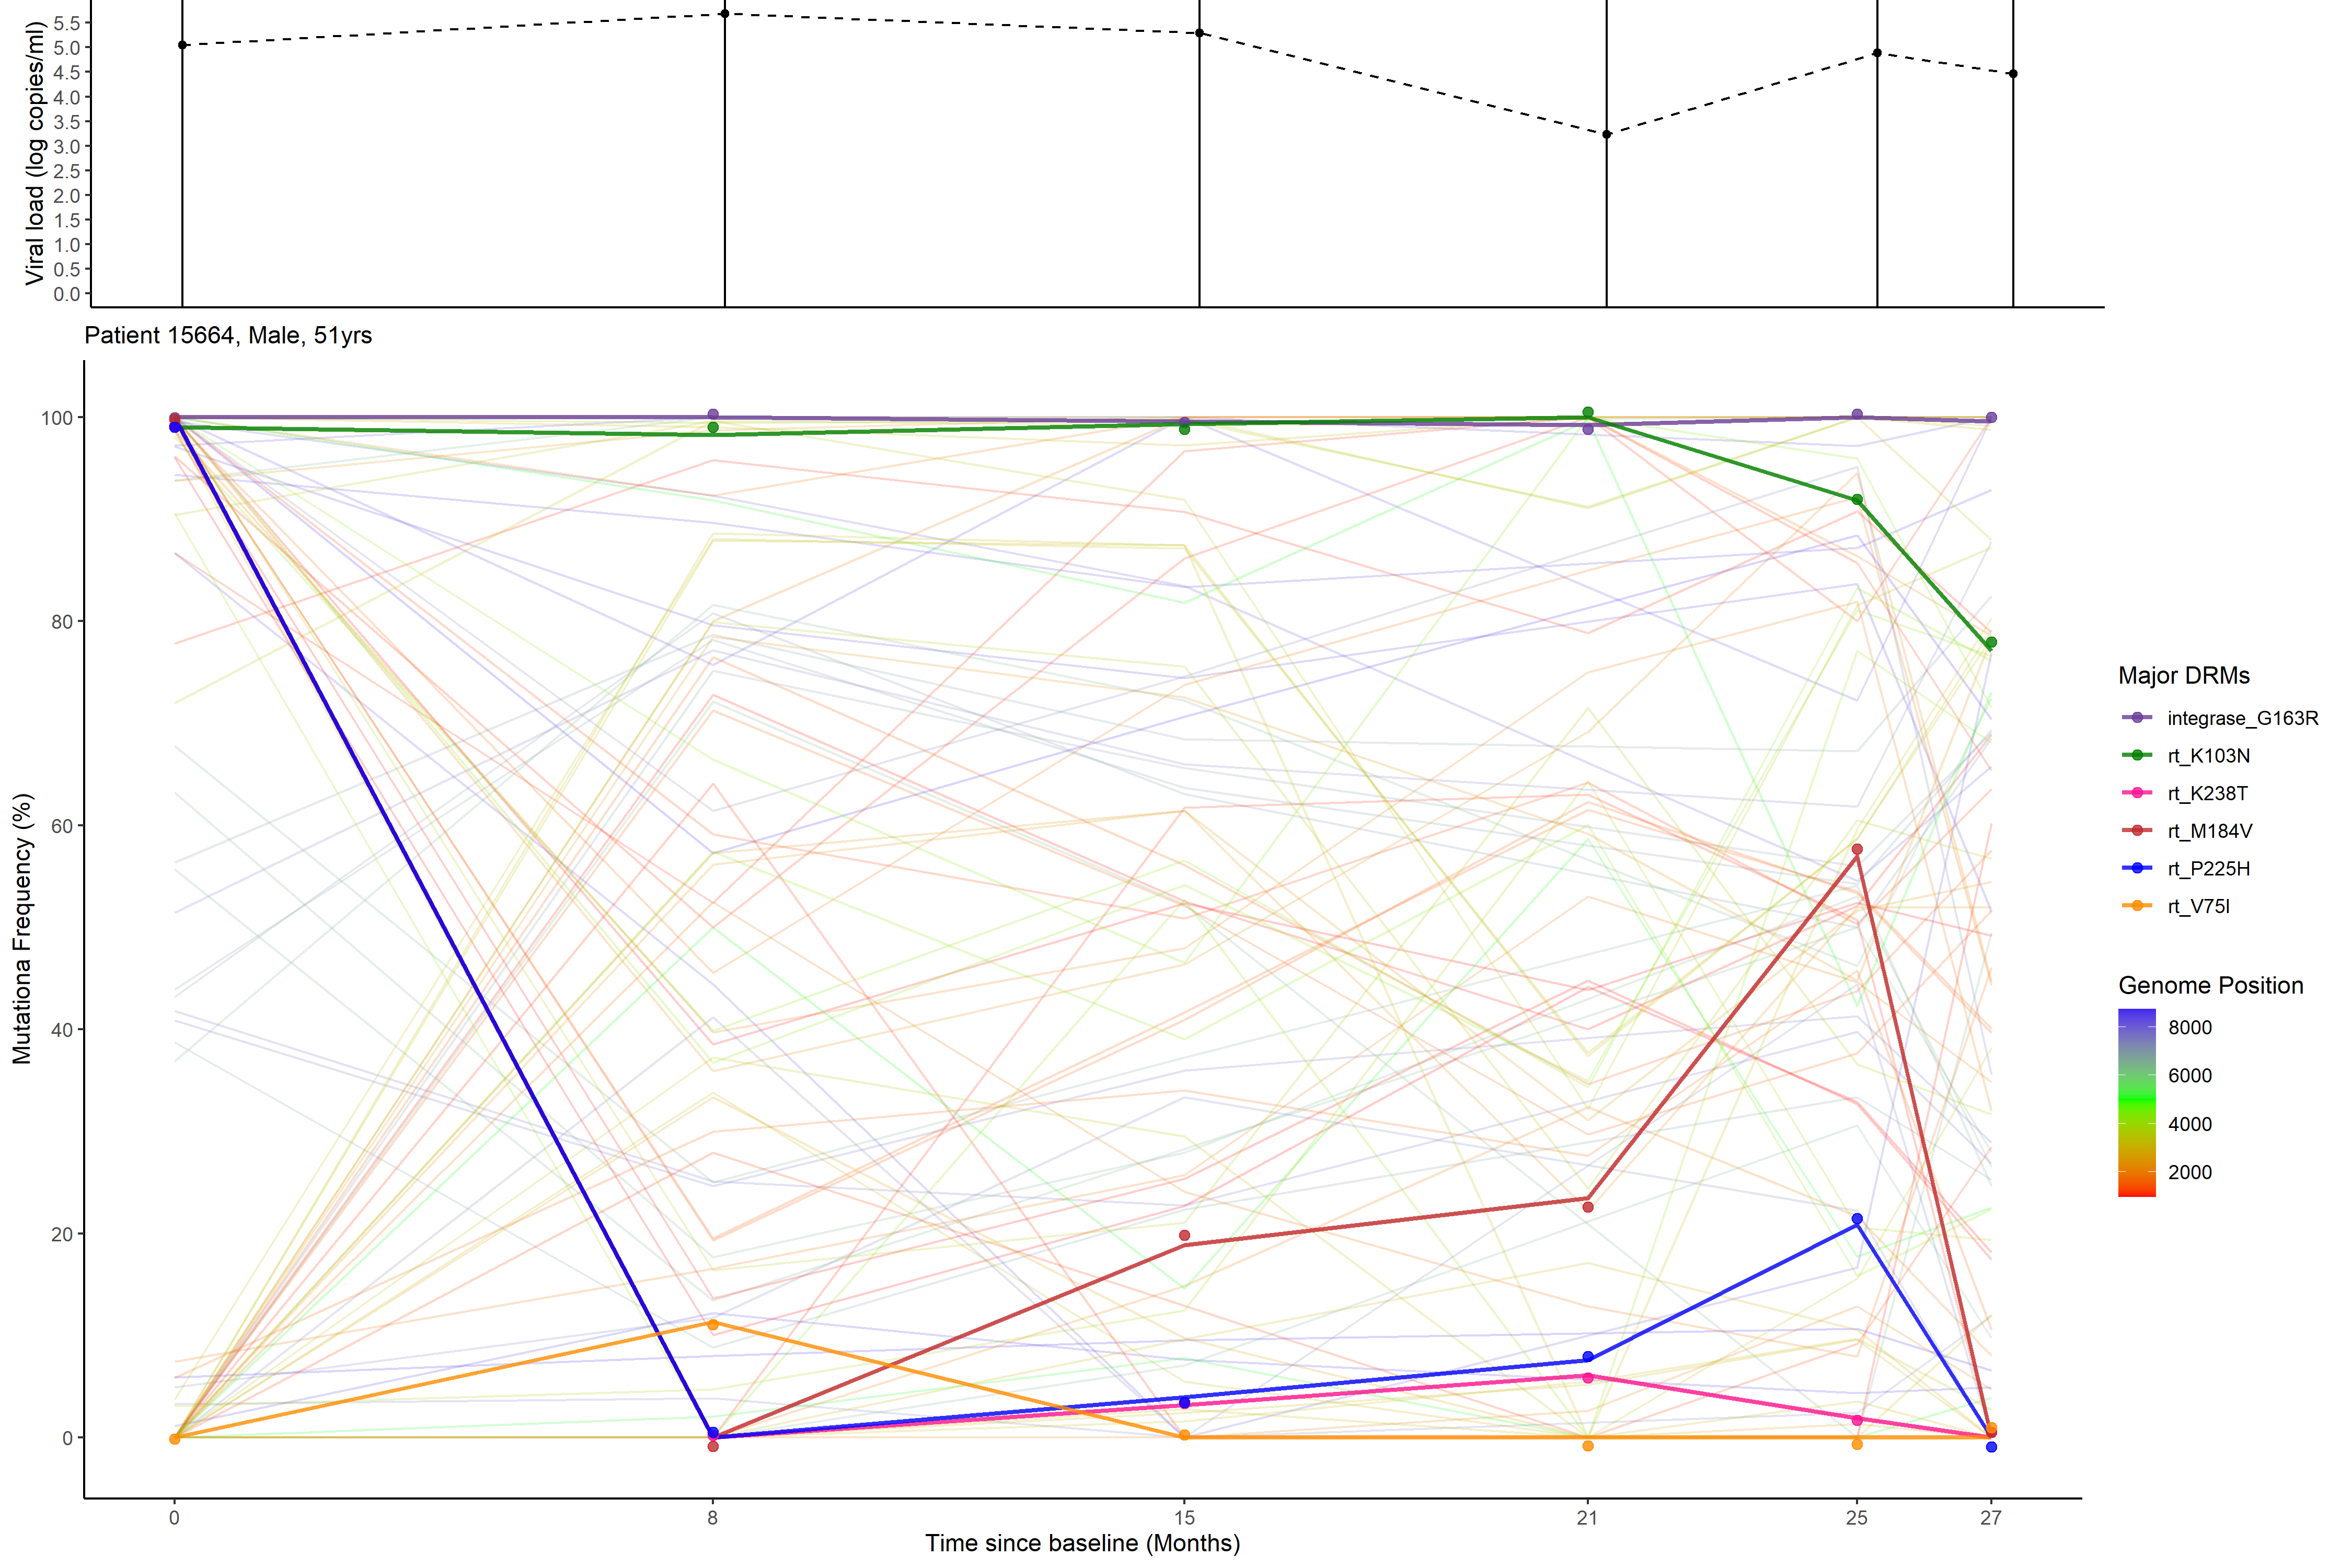 Viral load (log copies/ml)
5.5
5.0
4.5
4.0
3.5
3.0
2.5
2.0
1.5
1.0
0.5
0.0
Patient 15664, Male, 51yrs
Mutationa Frequency (%)
100
80
60
40
20
0
0 8 15 21 25 27
Time since baseline (Months)
Major DRMs
integrase_G163R
rt_K103N
rt_K238T
rt_M184V
rt_P225H
rt_V75I
Genome Position
8000
6000
4000
2000